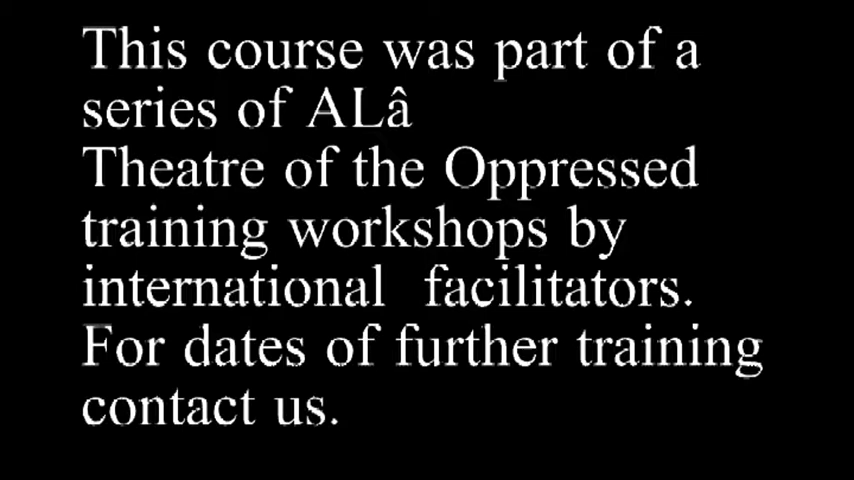 This course was part of a
series of ALâ
Theatre of the Oppressed
training workshops by
international facilitators.
For dates of further training
contact us.